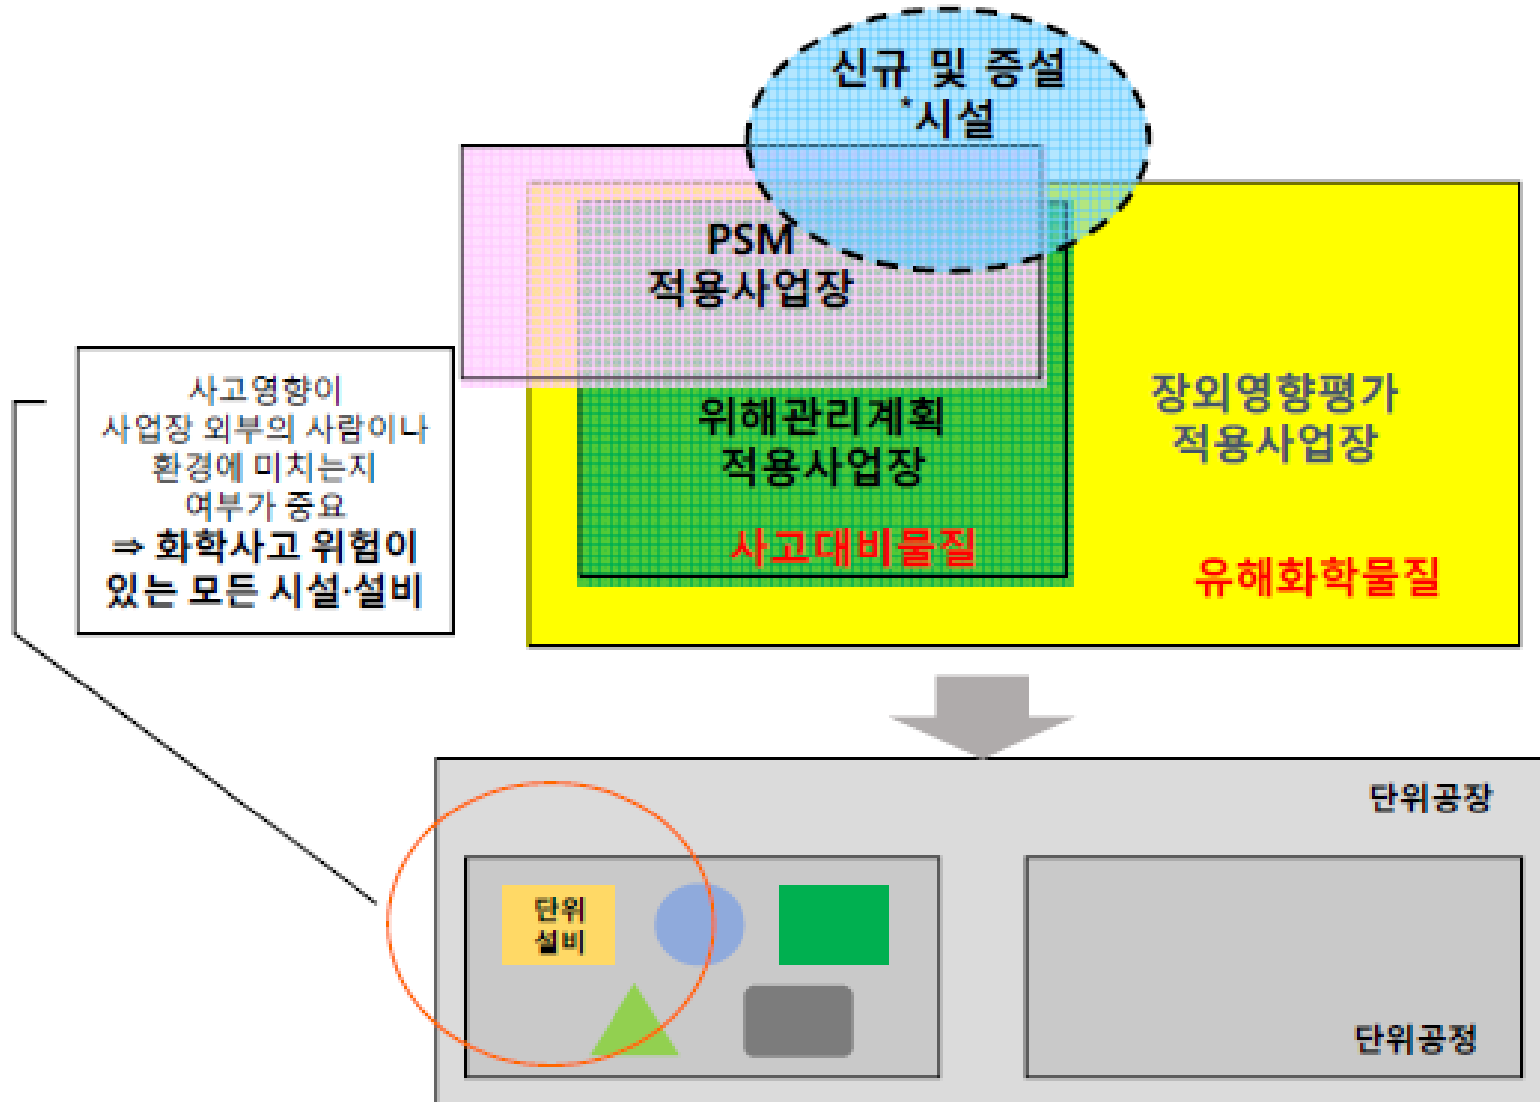 신규 및 증설
*시설
PSM
적용사업장
위해관리계획
적용사업장
사고대비물질
장외영향평가
적용사업장
유해화학물질
사고영향이
사업장 외부의 사람이나
환경에 미치는지
여부가 중요
⇒ 화학사고 위험이
있는 모든 시설·설비
단위공장
단위
설비
단위공정